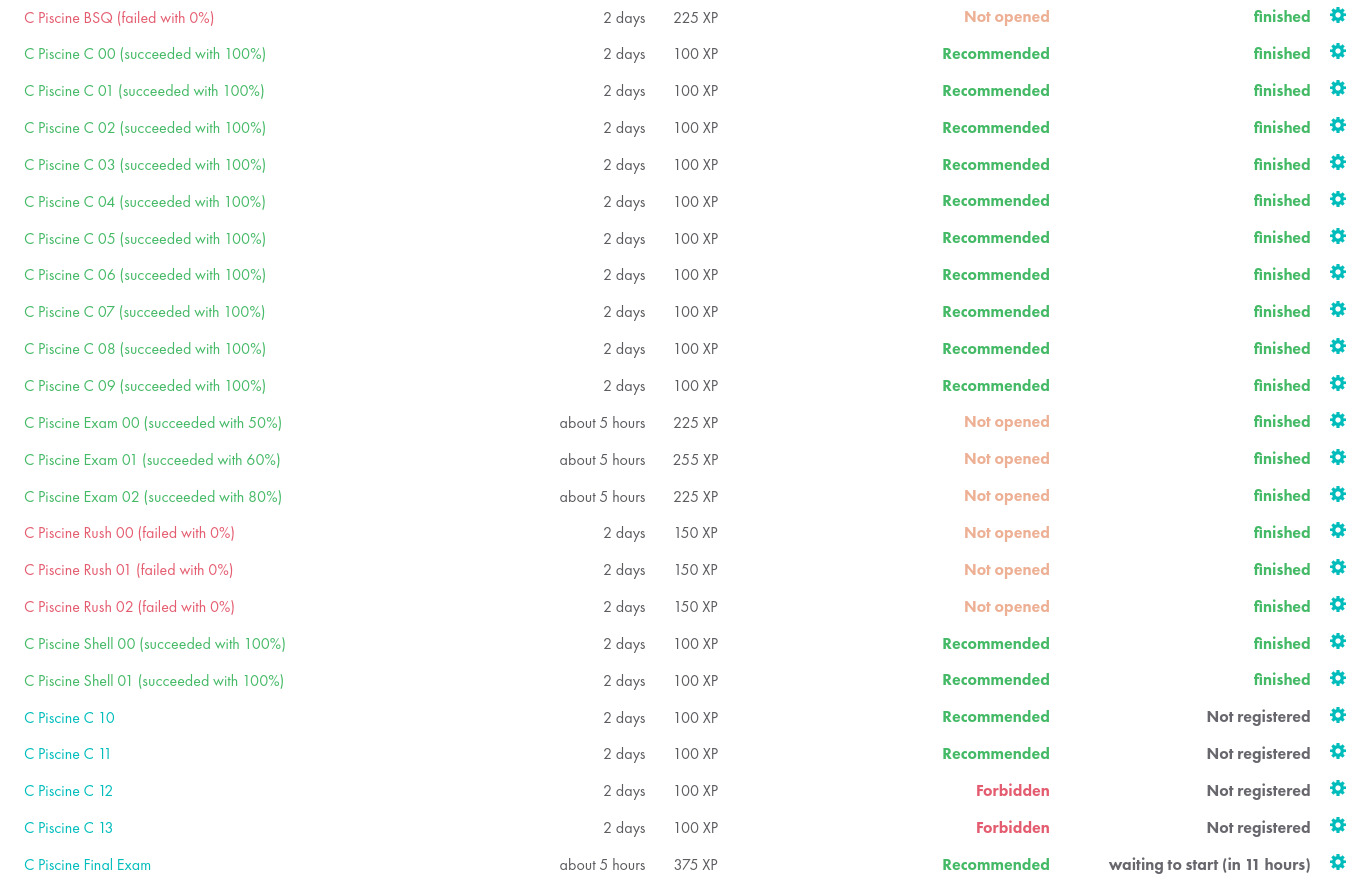 C Piscine BSQ (failed with 0%) 2 days 225 XP Not opened finished
C Piscine C 00 (succeeded with 100%) 2 days 100 XP Recommended finished
C Piscine C 01 (succeeded with 100%) 2 days 100 XP Recommended finished
C Piscine C 02 (succeeded with 100%) 2 days 100 XP Recommended finished
C Piscine C 03 (succeeded with 100%) 2 days 100 XP Recommended finished
C Piscine C 04 (succeeded with 100%) 2 days 100 XP Recommended finished
C Piscine C 05 (succeeded with 100%) 2 days 100 XP Recommended finished
C Piscine C 06 (succeeded with 100%) 2 days 100 XP Recommended finished
C Piscine C 07 (succeeded with 100%) 2 days 100 XP Recommended finished
C Piscine C 08 (succeeded with 100%) 2 days 100 XP Recommended finished
C Piscine C 09 (succeeded with 100%) 2 days 100 XP Recommended finished
C Piscine Exam 00 (succeeded with 50%) about 5 hours 225 XP Not opened finished
C Piscine Exam 01 (succeeded with 60%) about 5 hours 255 XP Not opened finished
C Piscine Exam 02 (succeeded with 80%) about 5 hours 225 XP Not opened finished
C Piscine Rush 00 (failed with 0%) 2 days 150 XP Not opened finished
C Piscine Rush 01 (failed with 0%) 2 days 150 XP Not opened finished
C Piscine Rush 02 (failed with 0%) 2 days 150 XP Not opened finished
C Piscine Shell 00 (succeeded with 100%) 2 days 100 XP Recommended finished
C Piscine Shell 01 (succeeded with 100%) 2 days 100 XP Recommended finished
C Piscine C 10 2 days 100 XP Recommended Not registered
C Piscine C 11 2 days 100 XP Recommended Not registered
C Piscine C 12 2 days 100 XP Forbidden Not registered
C Piscine C 13 2 days 100 XP Forbidden Not registered
C Piscine Final Exam about 5 hours 375 XP Recommended waiting to start (in 11 hours)